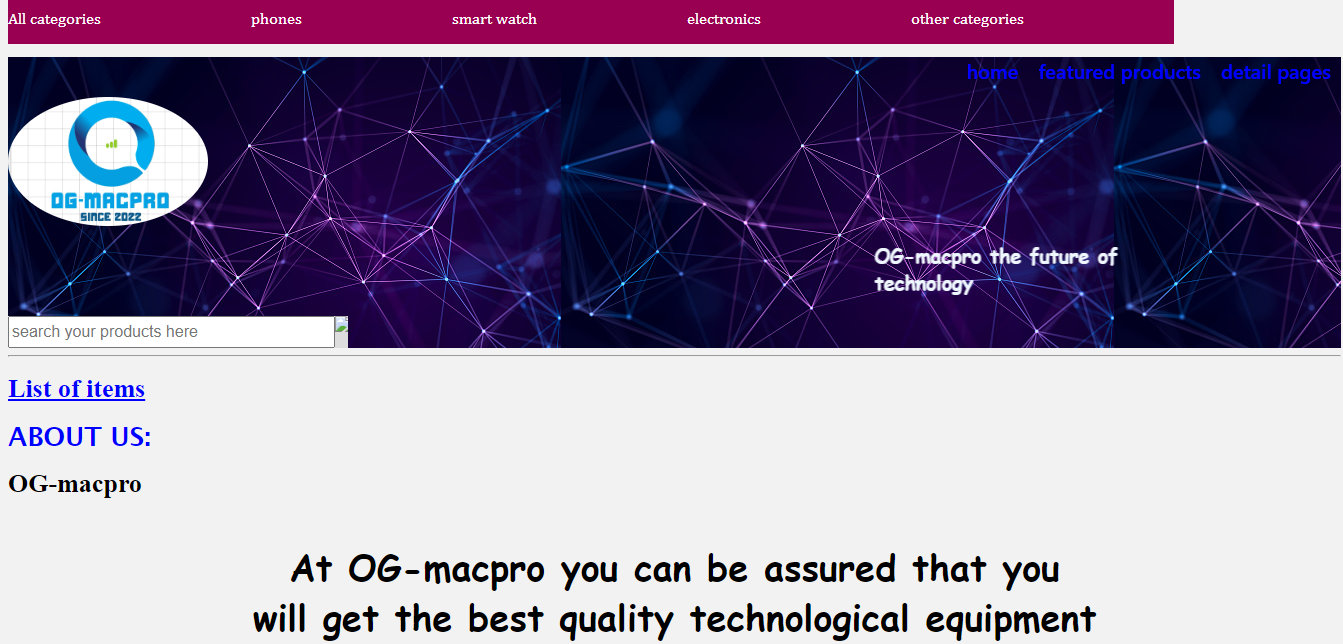 All categories phones smart watch electronics other categories
home featured products detail pages
OG-MACPRO
SINCE 2022
OG-macpro the future of
technology
search your products here
List of items
ABOUT US:
OG-macpro
At OG-macpro you can be assured that you
will get the best quality technological equipment